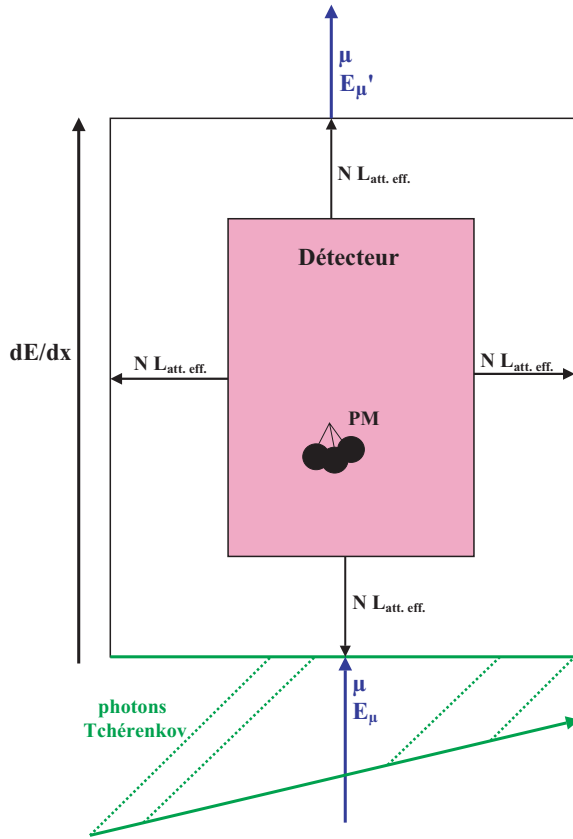 μ
Eμ'
N Latt. eff.
Détecteur
dE/dx
N Latt. eff.
N Latt. eff.
PM
N Latt. eff.
photons
Tchérenkov
μ
Eμ